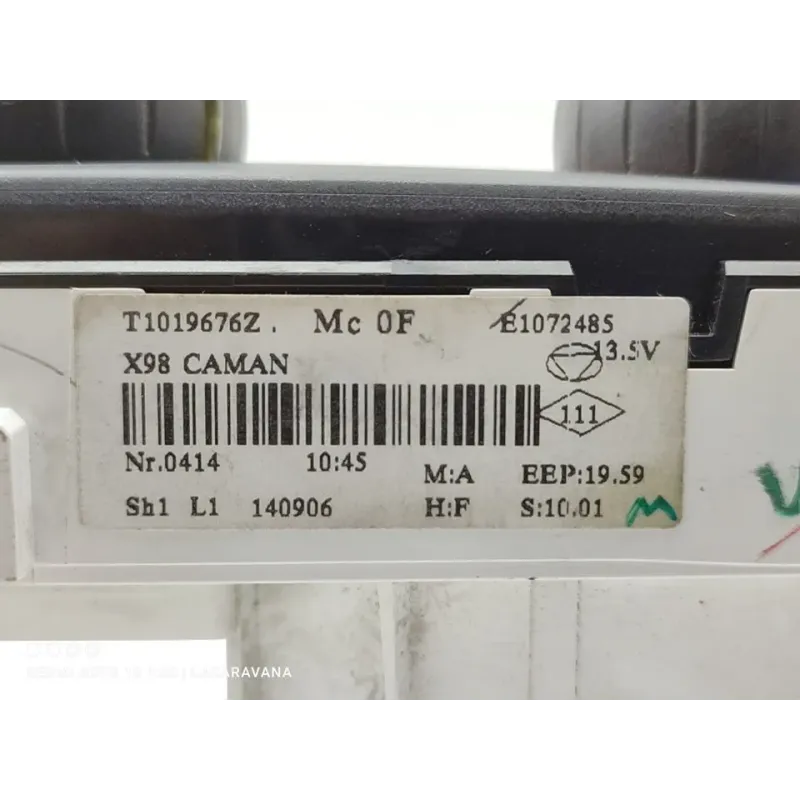 T1019676Z. Mc 0F E1072485
X98 CAMAN 13.5V
111
Nr.0414 10:45 M:A EEP:19.59
Sh1 L1 140906 H:F S:10.01 M
V